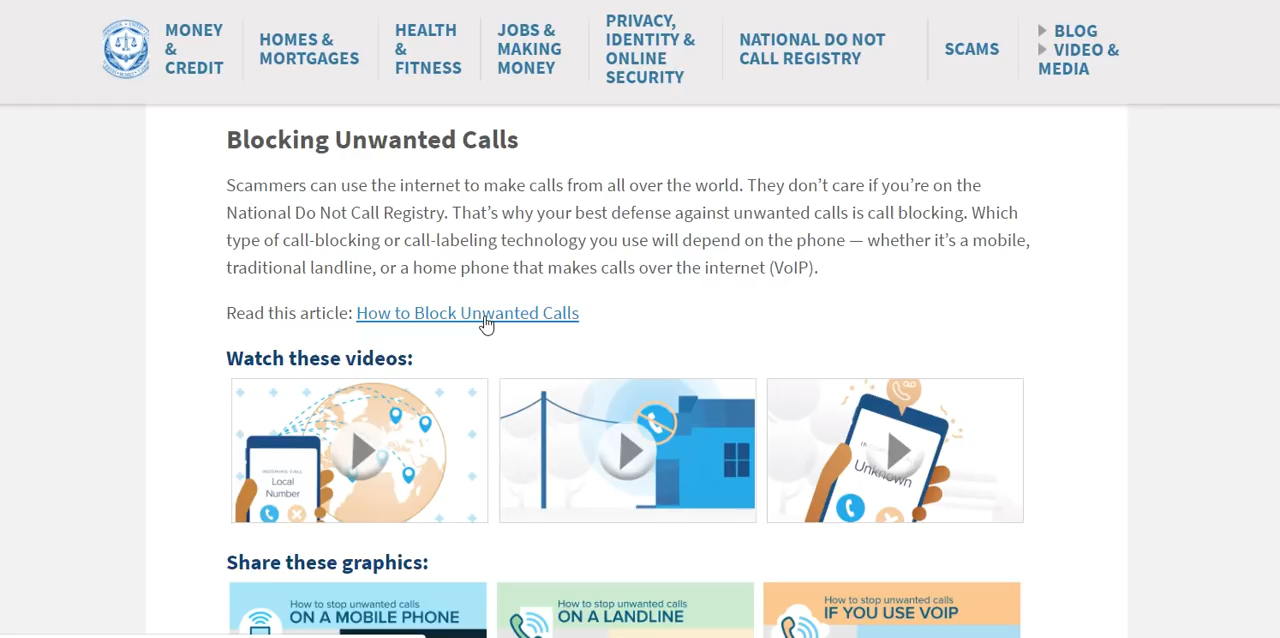 MONEY
&
CREDIT
HOMES &
MORTGAGES
HEALTH
&
FITNESS
JOBS &
MAKING
MONEY
PRIVACY,
IDENTITY &
ONLINE
SECURITY
NATIONAL DO NOT
CALL REGISTRY
SCAMS
BLOG
VIDEO &
MEDIA
Blocking Unwanted Calls
Scammers can use the internet to make calls from all over the world. They don’t care if you’re on the
National Do Not Call Registry. That’s why your best defense against unwanted calls is call blocking. Which
type of call-blocking or call-labeling technology you use will depend on the phone — whether it’s a mobile,
traditional landline, or a home phone that makes calls over the internet (VoIP).
Read this article: How to Block Unwanted Calls
Watch these videos:
INCOMING CALL
Local
Number
Unknown
Share these graphics:
How to stop unwanted calls
ON A MOBILE PHONE
How to stop unwanted calls
ON A LANDLINE
How to stop unwanted calls
IF YOU USE VOIP